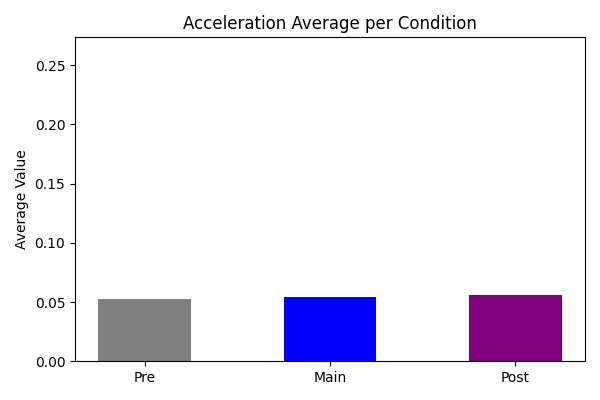 Acceleration Average per Condition
Average Value
0.25
0.20
0.15
0.10
0.05
0.00
Pre
Main
Post